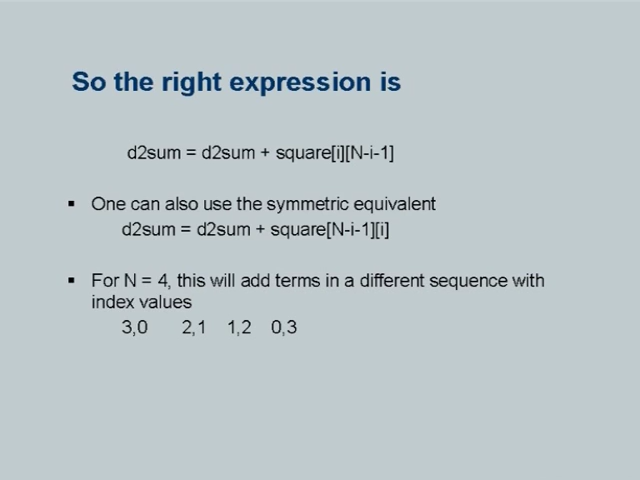 So the right expression is
d2sum = d2sum + square[i][N-i-1]
▪ One can also use the symmetric equivalent
d2sum = d2sum + square[N-i-1][i]
▪ For N = 4, this will add terms in a different sequence with
index values
3,0 2,1 1,2 0,3